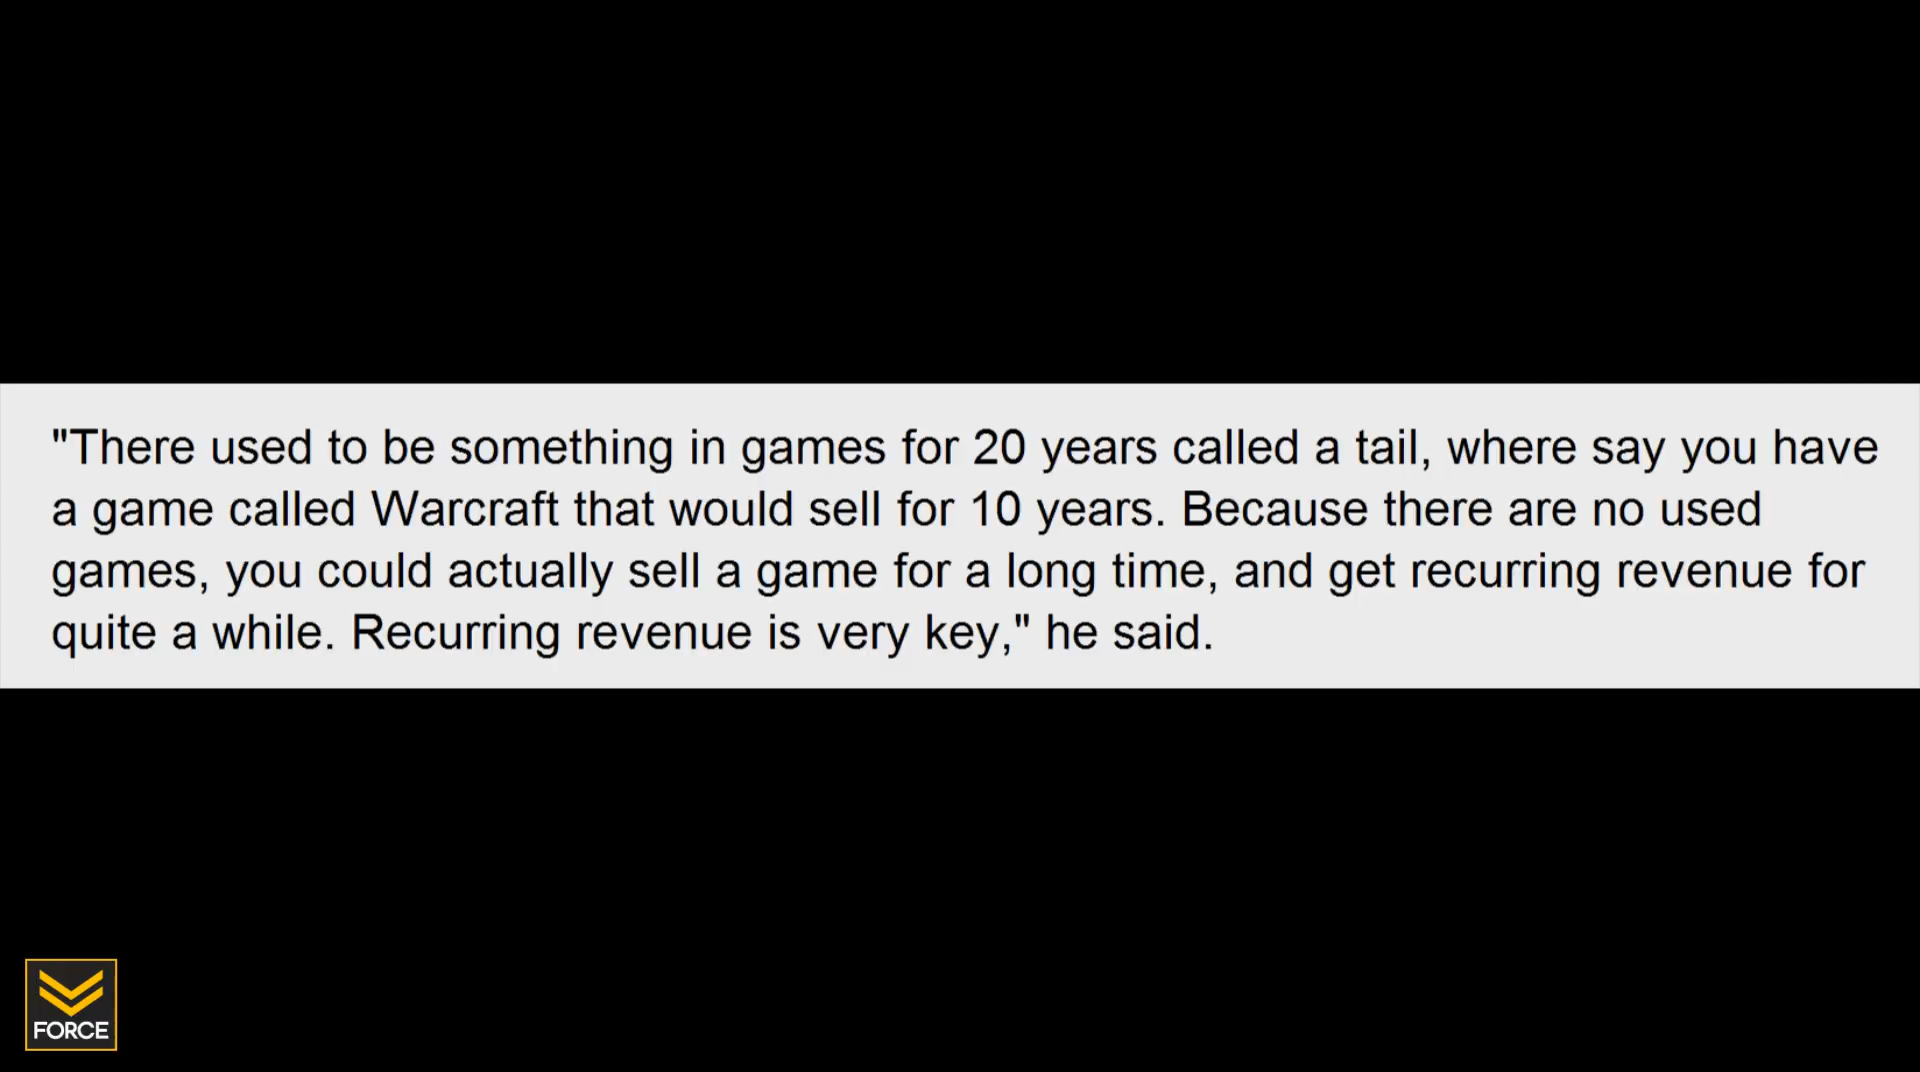 "There used to be something in games for 20 years called a tail, where say you have
a game called Warcraft that would sell for 10 years. Because there are no used
games, you could actually sell a game for a long time, and get recurring revenue for
quite a while. Recurring revenue is very key," he said.
FORCE